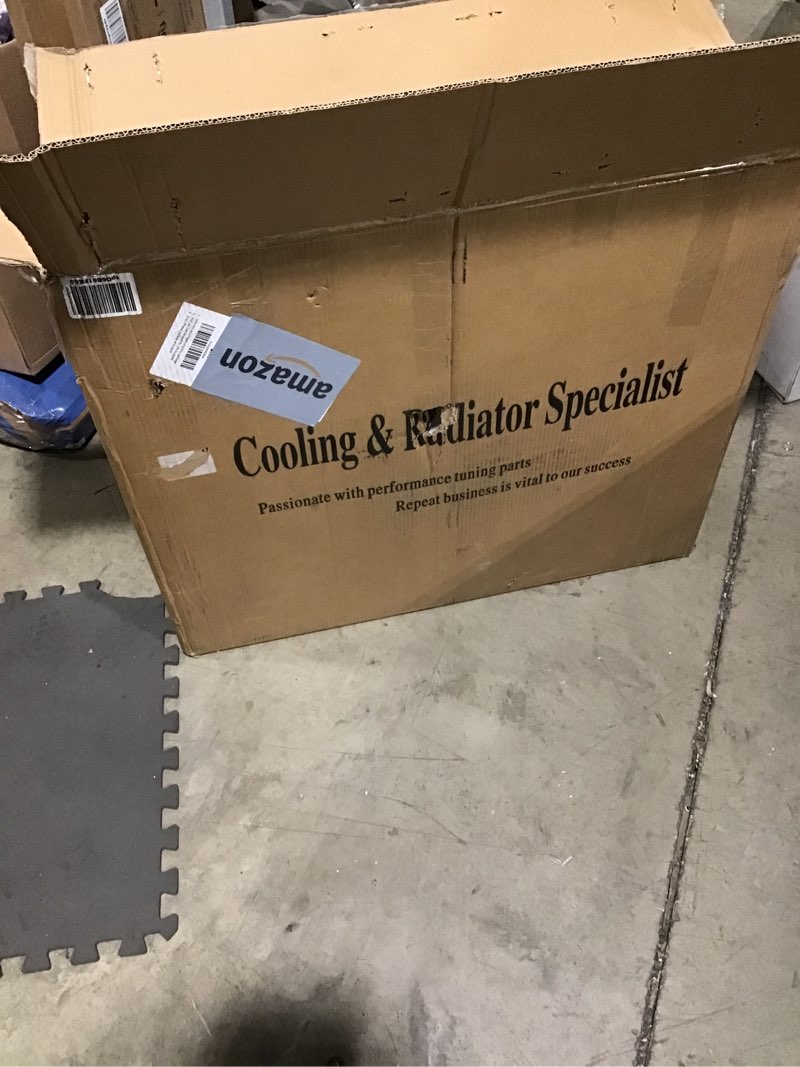 amazon
Cooling & Radiator Specialist
Passionate with performance tuning parts
Repeat business is vital to our success